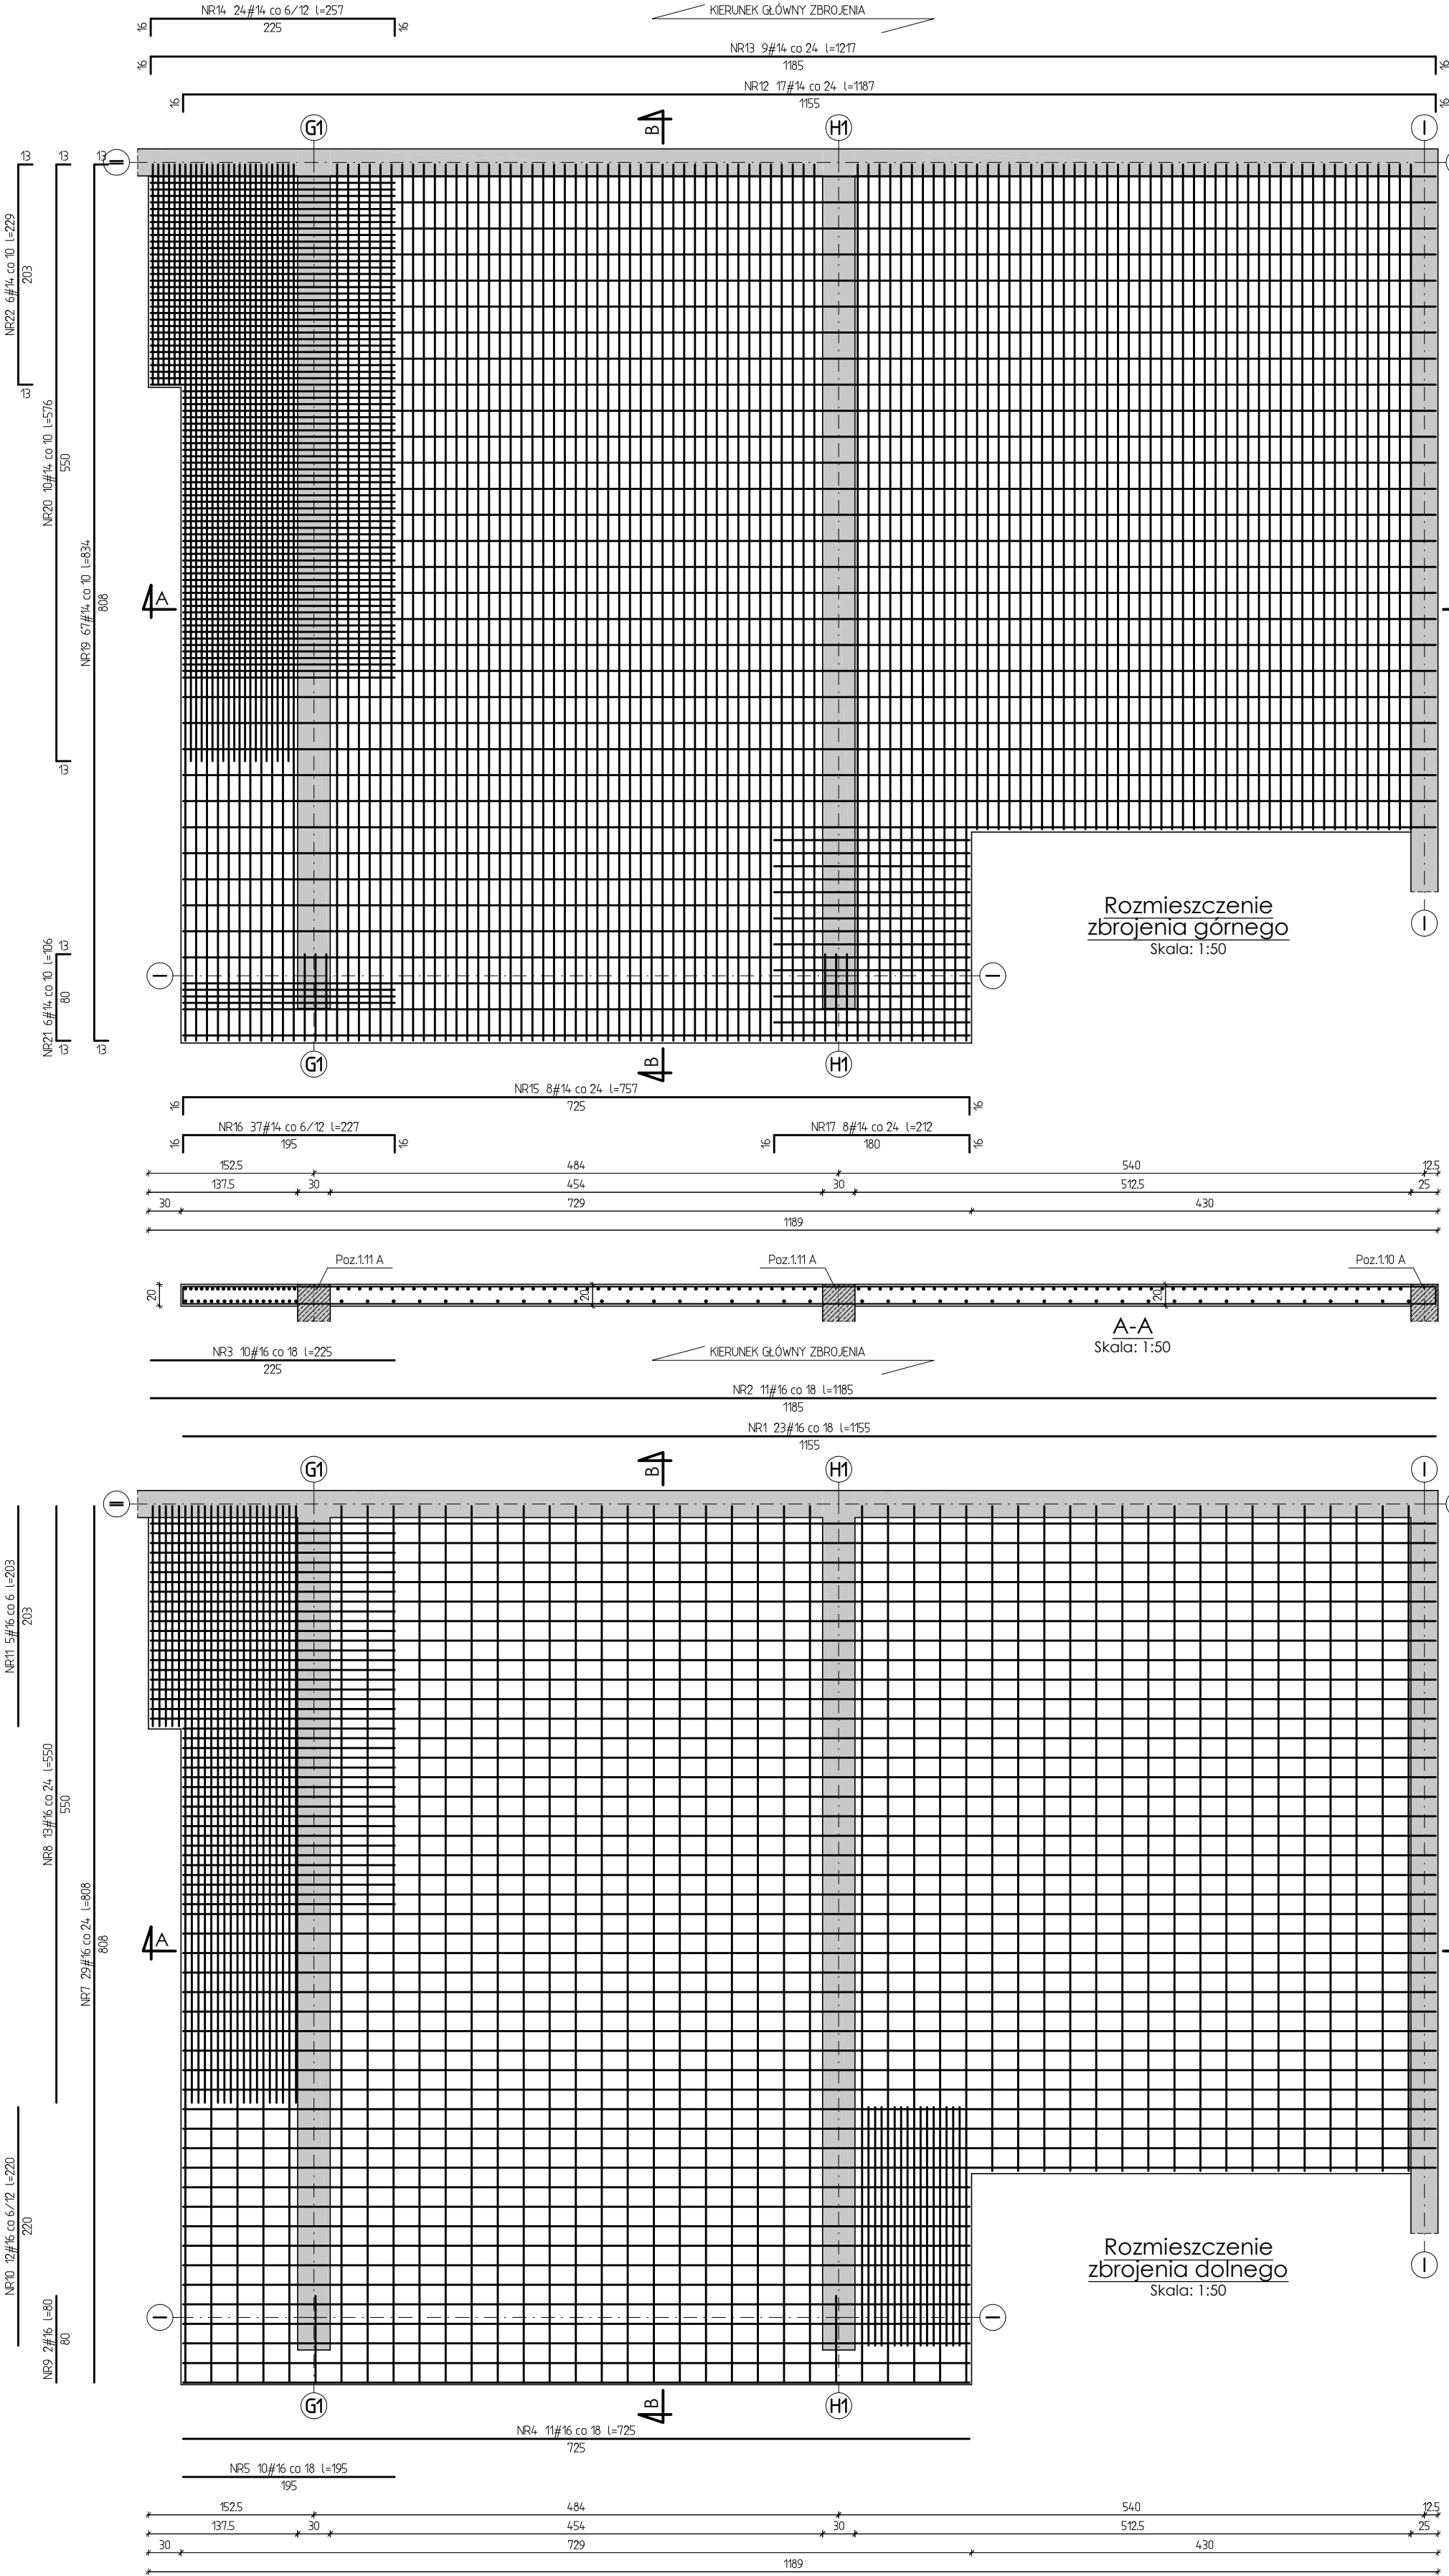 NR14 24#14 co 6/12 l=257
225
16
16
KIERUNEK GŁÓWNY ZBROJENIA
NR13 9#14 co 24 l=1217
1185
16
16
NR12 17#14 co 24 l=1187
1155
16
16
G1
B
H1
I
II
13
13
13
NR22 6#14 co 10 l=229
203
13
NR20 10#14 co 10 l=576
550
13
NR19 67#14 co 10 l=834
808
13
A
NR21 6#14 co 10 l=106
80
13
13
I
I
I
Rozmieszczenie
zbrojenia górnego
Skala: 1:50
G1
B
H1
NR15 8#14 co 24 l=757
725
16
16
NR16 37#14 co 6/12 l=227
195
16
16
NR17 8#14 co 24 l=212
180
16
16
152.5
484
540
12.5
137.5
30
454
30
512.5
25
30
729
430
1189
Poz.1.11 A
Poz.1.11 A
Poz.1.10 A
20
20
20
A-A
Skala: 1:50
NR3 10#16 co 18 l=225
225
KIERUNEK GŁÓWNY ZBROJENIA
NR2 11#16 co 18 l=1185
1185
NR1 23#16 co 18 l=1155
1155
G1
B
H1
I
II
NR11 5#16 co 6 l=203
203
NR8 13#16 co 24 l=550
550
NR7 29#16 co 24 l=808
808
A
NR10 12#16 co 6/12 l=220
220
NR9 2#16 l=80
80
I
I
I
Rozmieszczenie
zbrojenia dolnego
Skala: 1:50
G1
B
H1
NR4 11#16 co 18 l=725
725
NR5 10#16 co 18 l=195
195
152.5
484
540
12.5
137.5
30
454
30
512.5
25
30
729
430
1189